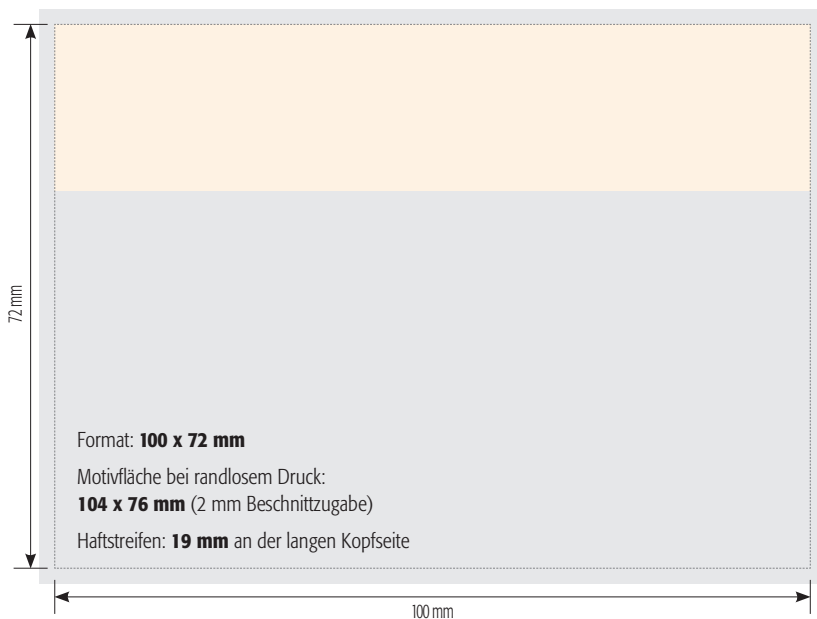 72 mm
Format: 100 x 72 mm
Motivfläche bei randlosem Druck:
104 x 76 mm (2 mm Beschnittzugabe)
Haftstreifen: 19 mm an der langen Kopfseite
100 mm